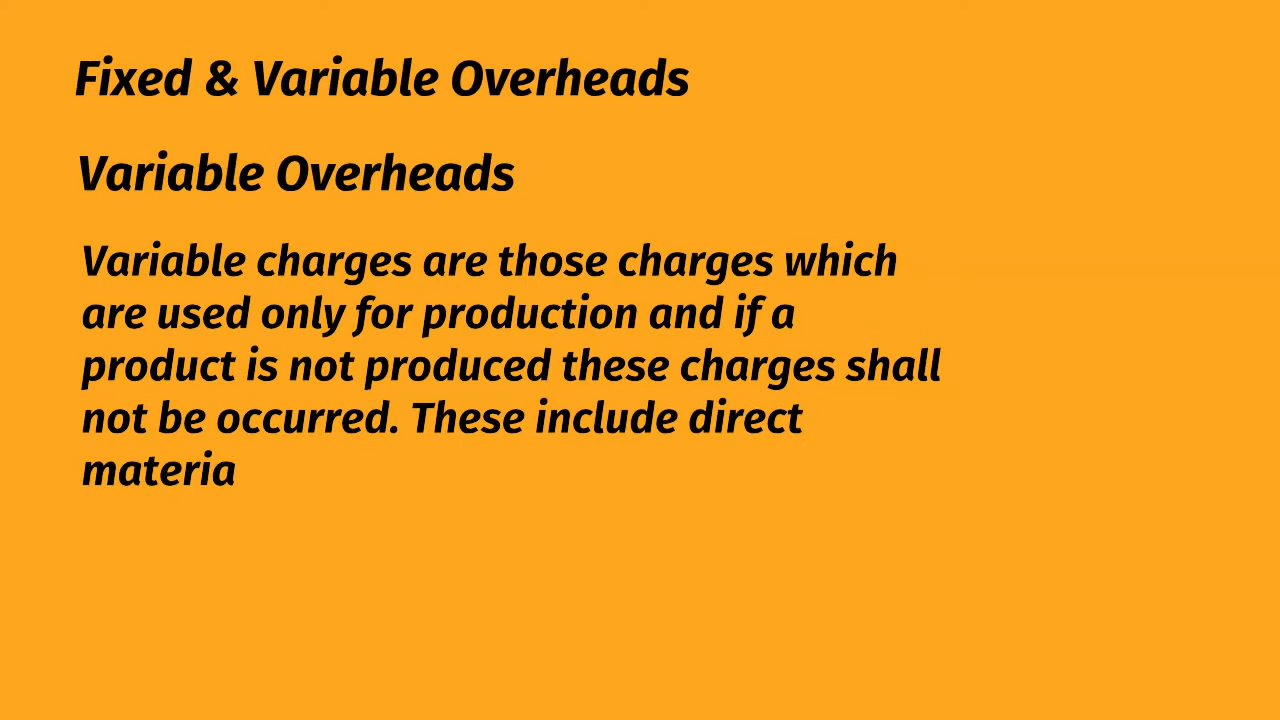 Fixed & Variable Overheads
Variable Overheads
Variable charges are those charges which
are used only for production and if a
product is not produced these charges shall
not be occurred. These include direct
materia